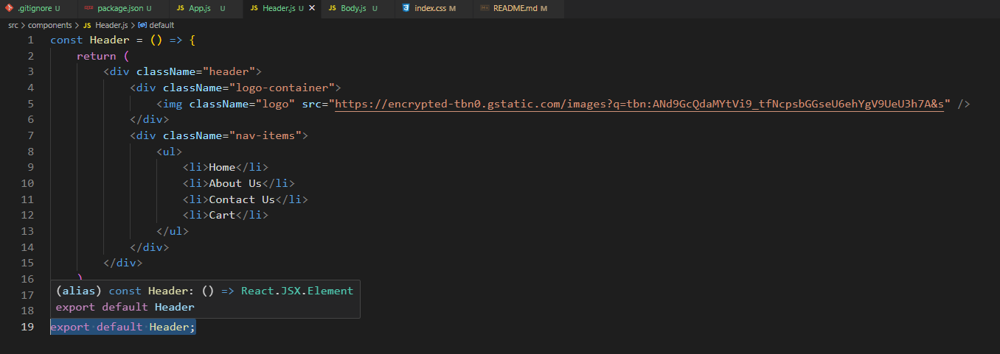 .gitignore U package.json U App.js U Header.js U Body.js U index.css M README.md M
src > components > JS Header.js > default
1 const Header = () => {
2 return (
3 <div className="header">
4 <div className="logo-container">
5 <img className="logo" src="https://encrypted-tbn0.gstatic.com/images?q=tbn:ANd9GcQdaMYtVi9_tfNcpsbGGseU6ehYgV9UeU3h7A&s" />
6 </div>
7 <div className="nav-items">
8 <ul>
9 <li>Home</li>
10 <li>About Us</li>
11 <li>Contact Us</li>
12 <li>Cart</li>
13 </ul>
14 </div>
15 </div>
16 )
17 (alias) const Header: () => React.JSX.Element
18 export default Header
19 export default Header;